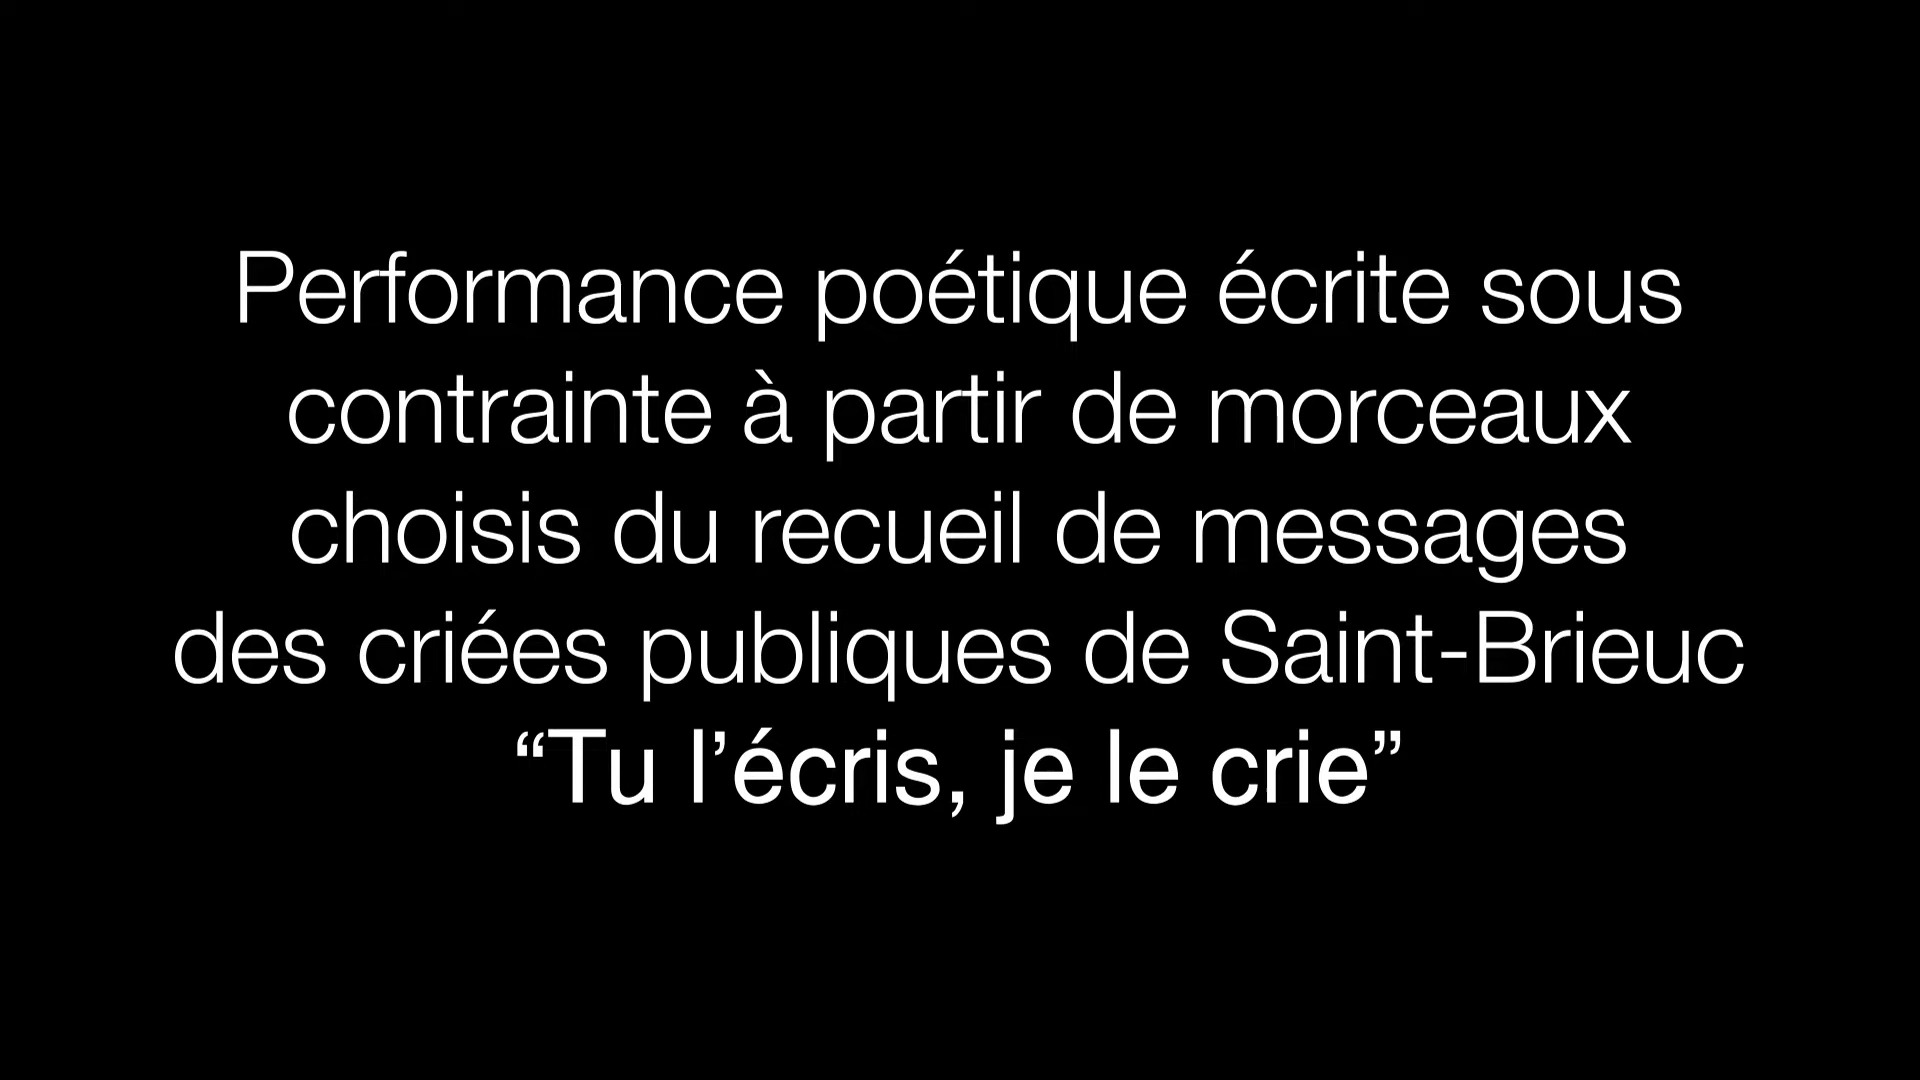 Performance poétique écrite sous
contrainte à partir de morceaux
choisis du recueil de messages
des criées publiques de Saint-Brieuc
“Tu l’écris, je le crie”